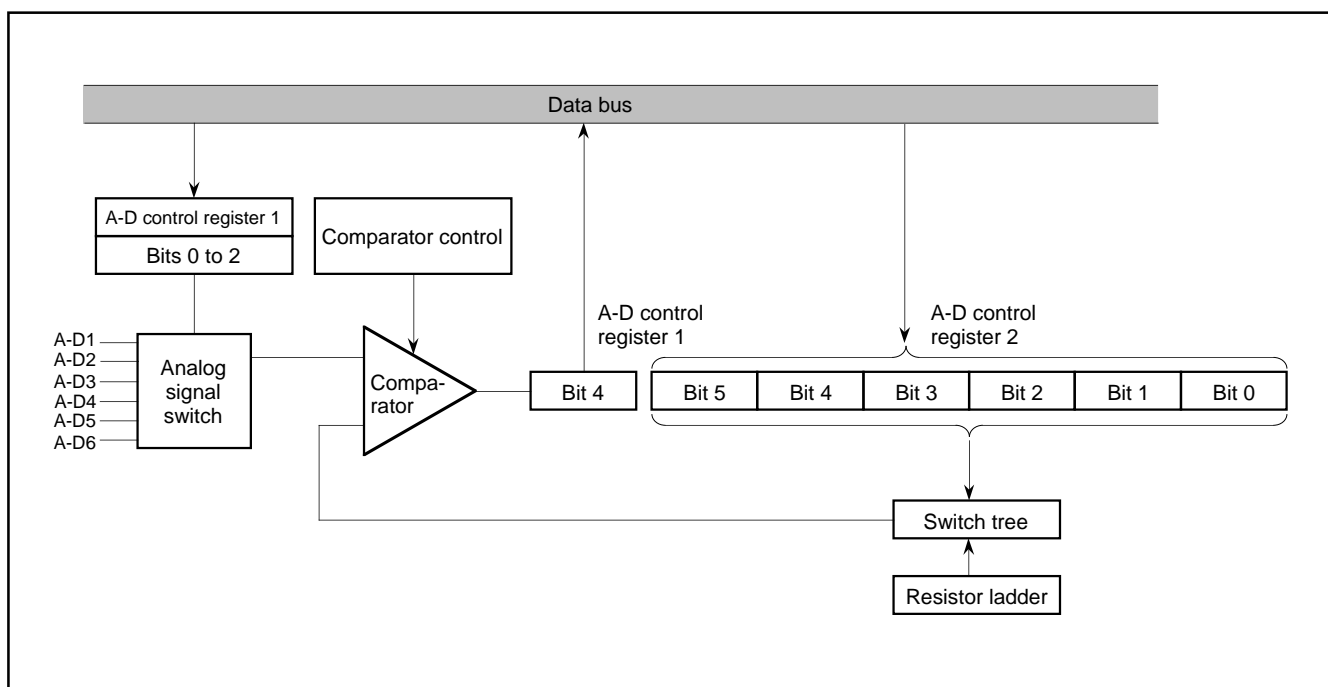 Data bus
A-D control register 1
Bits 0 to 2
Comparator control
A-D control
register 1
A-D control
register 2
A-D1
A-D2
A-D3
A-D4
A-D5
A-D6
Analog
signal
switch
Compa-
rator
Bit 4
Bit 5
Bit 4
Bit 3
Bit 2
Bit 1
Bit 0
Switch tree
Resistor ladder